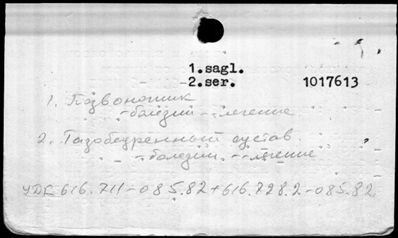 1.sagl.
2.ser. 1017613
1. Позвоночник
- болезни - лечение
2. Тазобедренный сустав.
- болезни - лечение
УДК 616.711-085.82+616.728.2-085.82